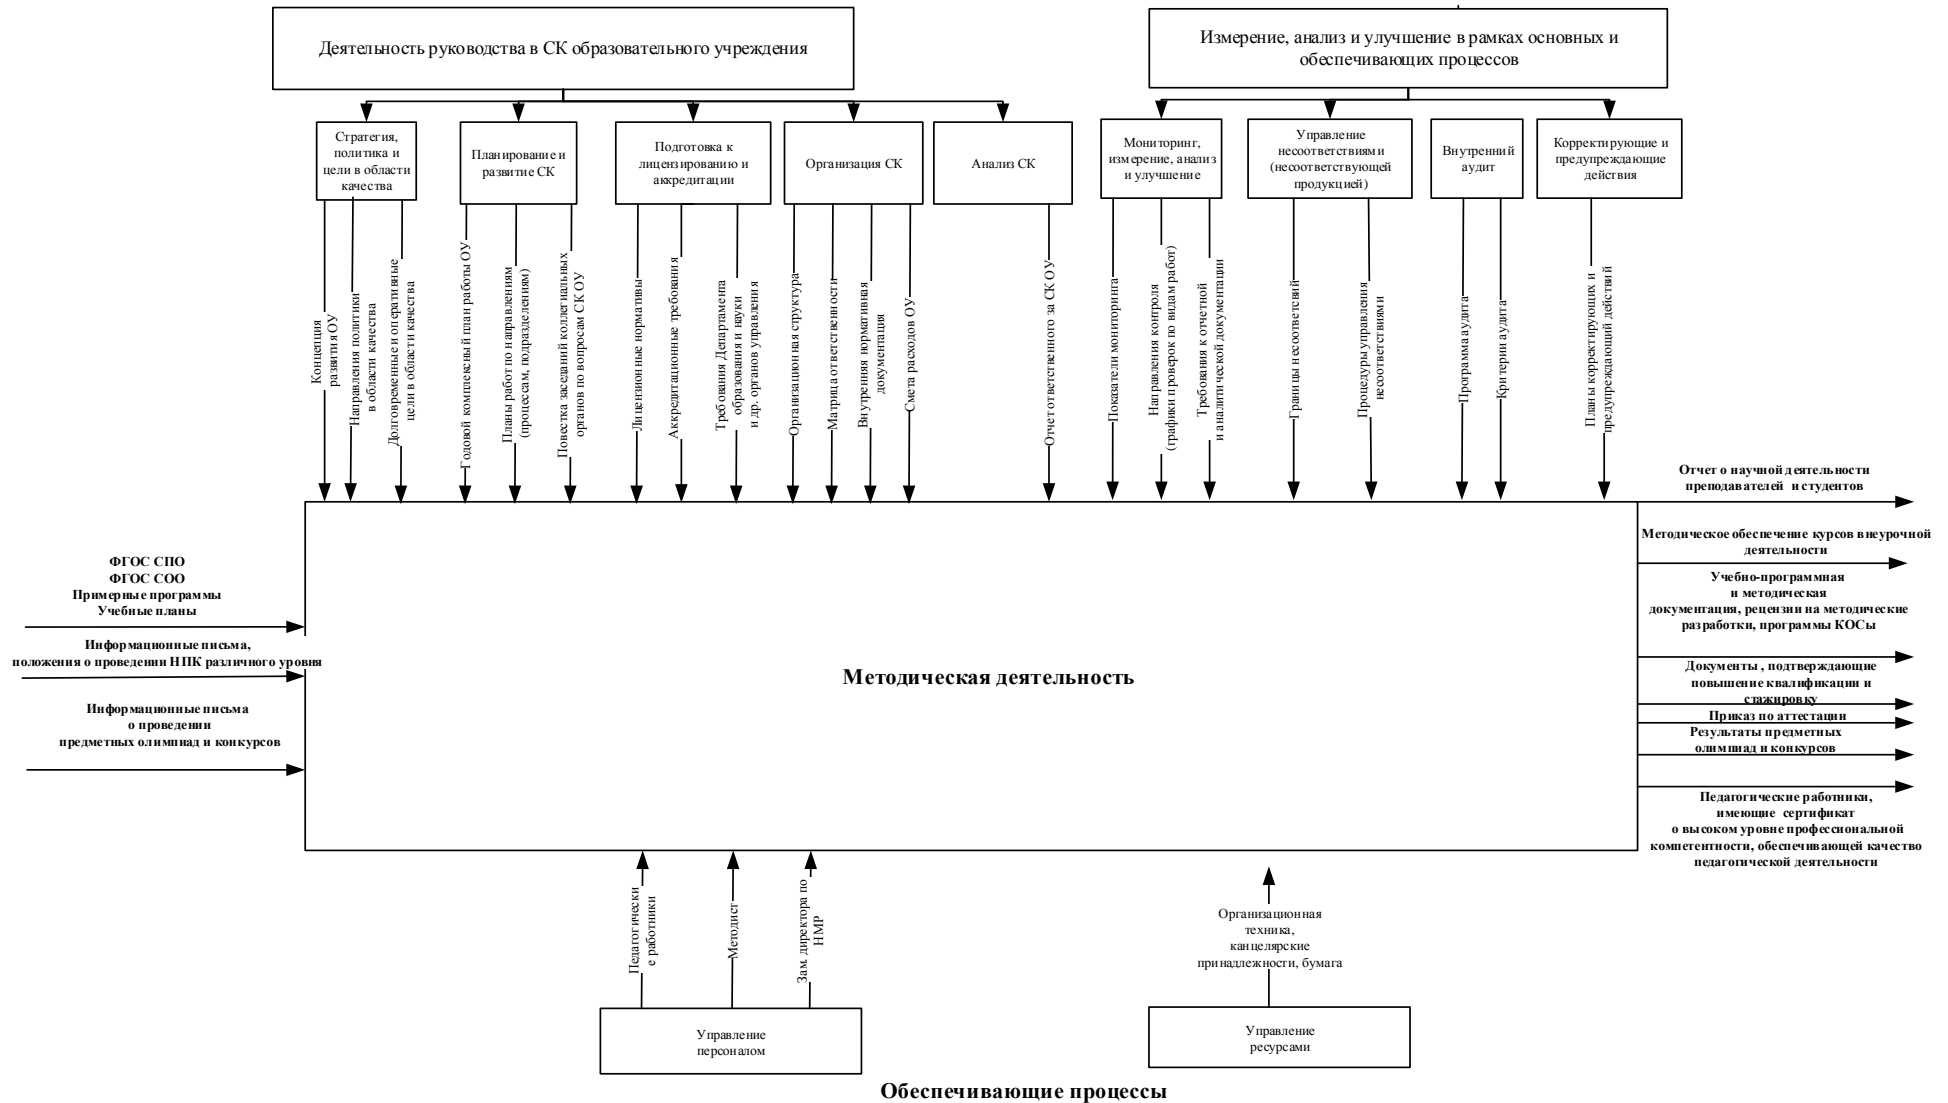 Деятельность руководства в СК образовательного учреждения
Измерение, анализ и улучшение в рамках основных и
обеспечивающих процессов
Стратегия,
политика и
цели в области
качества
Планирование и
развитие СК
Подготовка к
лицензированию и
аккредитации
Организация СК
Анализ СК
Мониторинг,
измерение, анализ
и улучшение
Управление
несоответствиями
(несоответствующей
продукцией)
Внутренний
аудит
Корректирующие и
предупреждающие
действия
Концепция
развития ОУ
Направления политики
в области качества
Долговременные и оперативные
цели в области качества
Годовой комплексный план работы ОУ
Планы работ по направлениям
(процессам, подразделениям)
Повестка заседаний коллегиальных
органов по вопросам СК ОУ
Лицензионные нормативы
Аккредитационные требования
Требования Департамента
образования и науки
и др. органов управления
Организационная структура
Матрица ответственности
Внутренняя нормативная
документация
Смета расходов ОУ
Отчет ответственного за СК ОУ
Показатели мониторинга
Направления контроля
(графики проверок по видам работ)
Требования к отчетной
и аналитической документации
Границы несоответсвий
Процедуры управления
несоответствиями
Программа аудита
Критерии аудита
Планы корректирующих и
предупреждающий действий
ФГОС СПО
ФГОС СОО
Примерные программы
Учебные планы
Информационные письма,
положения о проведении НПК различного уровня
Информационные письма
о проведении
предметных олимпиад и конкурсов
Методическая деятельность
Отчет о научной деятельности
преподавателей и студентов
Методическое обеспечение курсов внеурочной
деятельности
Учебно-программная
и методическая
документация, рецензии на методические
разработки, программы КОСы
Документы , подтверждающие
повышение квалификации и
стажировку
Приказ по аттестации
Результаты предметных
олимпиад и конкурсов
Педагогические работники,
имеющие сертификат
о высоком уровне профессиональной
компетентности, обеспечивающей качество
педагогической деятельности
Педагогически
е работники
Методист
Зам. директора по
НМР
Организационная
техника,
канцелярские
принадлежности, бумага
Управление
персоналом
Управление
ресурсами
Обеспечивающие процессы